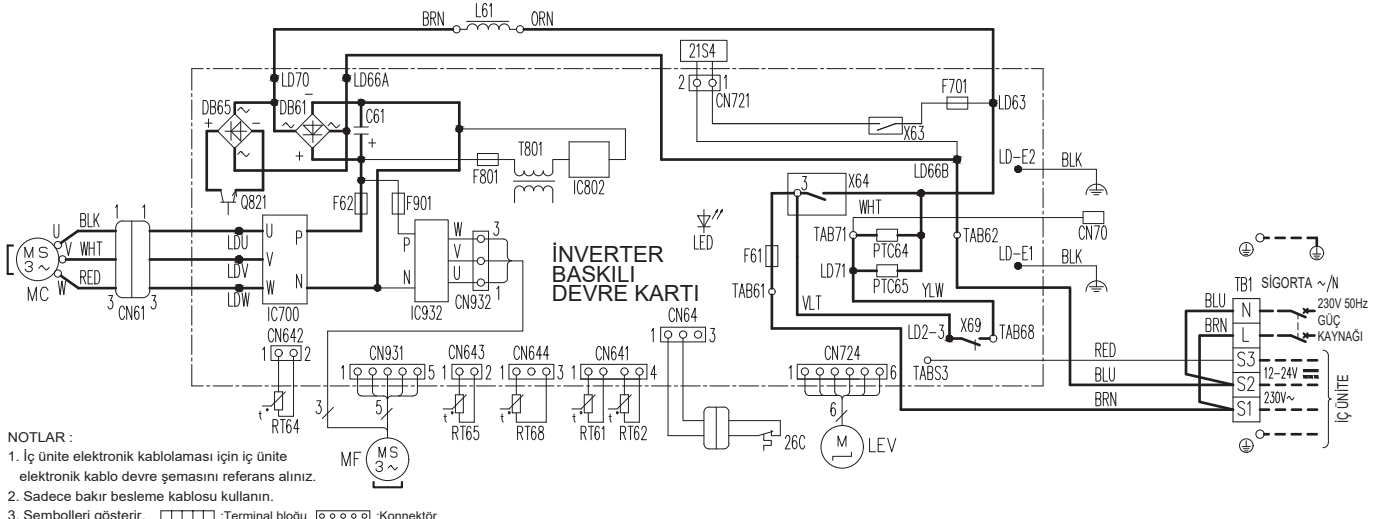 BRN L61 ORN
21S4
2 1
CN721
F701
LD63
X63
LD70 LD66A
DB65 DB61
~ - ~
+ - ~ ~
~ +
C61
+
Q821
T801
F801
IC802
F62 F901
LD66B
LD-E2 BLK
3 X64
WHT
CN70
TAB71 PTC64
TAB62
LD71 PTC65
LD-E1 BLK
F61
TAB61
VLT YLW
LD2-3 X69 TAB68
LED
İNVERTER
BASKILI
DEVRE KARTI
U BLK 1 1
V WHT
W RED 3 3
MS
3~
MC
CN61
LDU
LDV
LDW
U P
V
W N
IC700
P W 3
V
N U 1
IC932 CN932
CN642
1 2
RT64
t°
CN931
1 5
3 5
MF
MS
3~
CN643
1 2
t°
RT65
CN644
1 3
t°
RT68
CN641
1 4
t° t°
RT61 RT62
CN64
1 3
26C
CN724
1 6
6
M
LEV
TABS3
RED
BLU
BRN
TB1 SİGORTA ~/N
BLU N 230V 50Hz
GÜÇ
BRN L KAYNAĞI
S3
12-24V
S2
230V~
S1
İÇ ÜNİTE
NOTLAR :
1. İç ünite elektronik kablolaması için iç ünite
elektronik kablo devre şemasını referans alınız.
2. Sadece bakır besleme kablosu kullanın.
3. Sembolleri gösterir. :Terminal bloğu :Konnektör